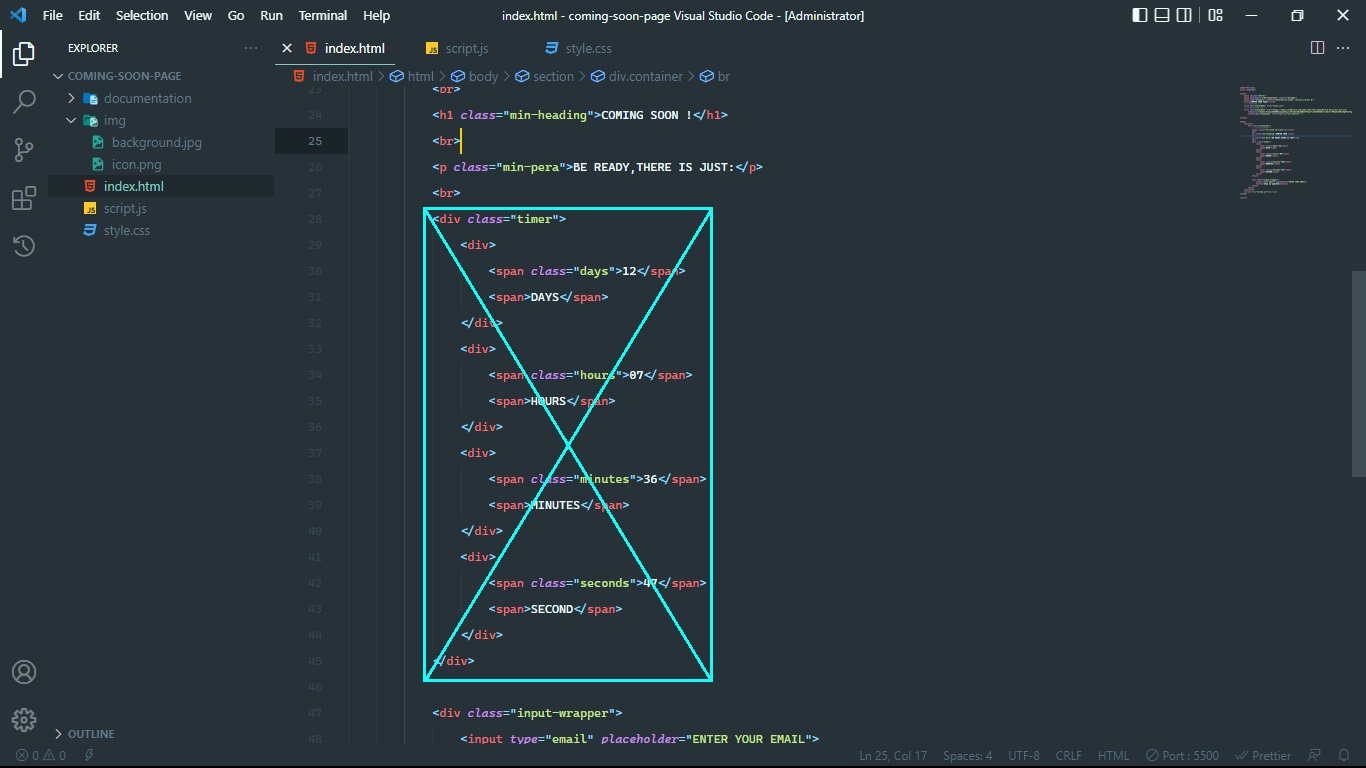 File Edit Selection View Go Run Terminal Help index.html - coming-soon-page Visual Studio Code - [Administrator]
EXPLORER
index.html script.js style.css
COMING-SOON-PAGE
documentation
img
background.jpg
icon.png
index.html
script.js
style.css
OUTLINE
index.html > html > body > section > div.container > br
23 <br>
24 <h1 class="min-heading">COMING SOON !</h1>
25 <br>
26 <p class="min-pera">BE READY,THERE IS JUST:</p>
27 <br>
28 <div class="timer">
29 <div>
30 <span class="days">12</span>
31 <span>DAYS</span>
32 </div>
33 <div>
34 <span class="hours">07</span>
35 <span>HOURS</span>
36 </div>
37 <div>
38 <span class="minutes">36</span>
39 <span>MINUTES</span>
40 </div>
41 <div>
42 <span class="seconds">47</span>
43 <span>SECOND</span>
44 </div>
45 </div>
46
47 <div class="input-wrapper">
48 <input type="email" placeholder="ENTER YOUR EMAIL">
0 0 Ln 25, Col 17 Spaces: 4 UTF-8 CRLF HTML Port : 5500 Prettier